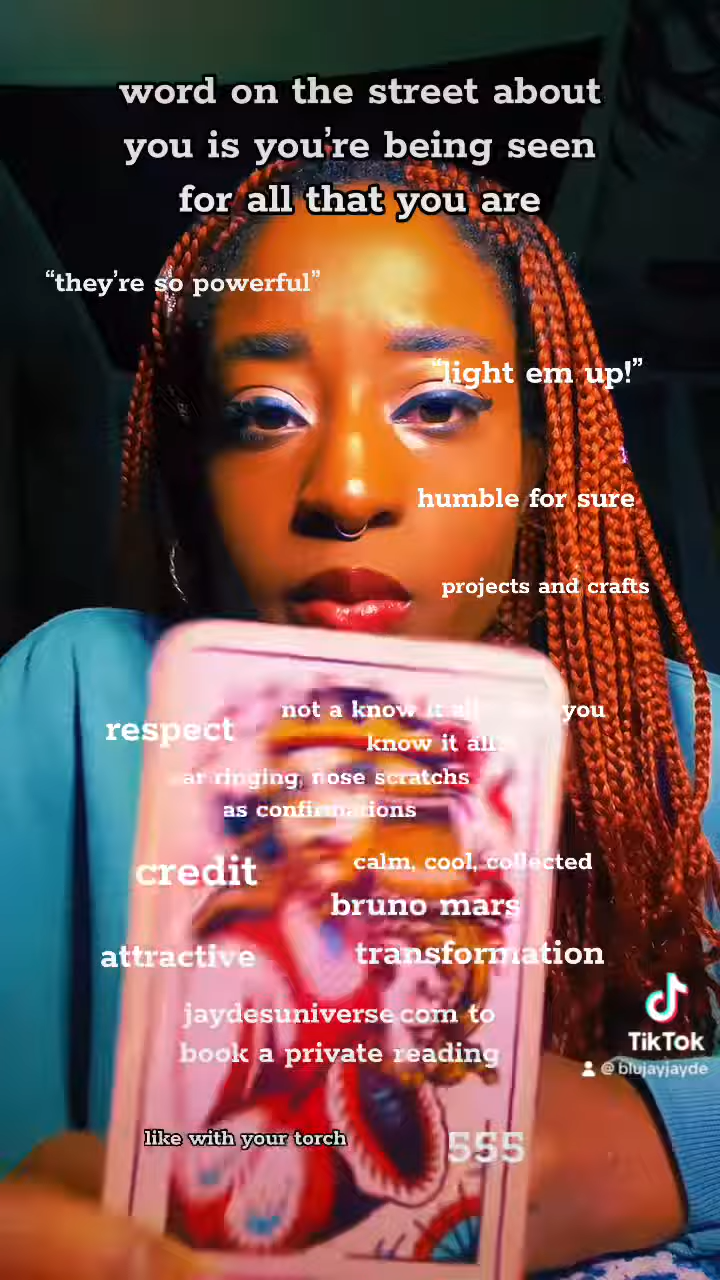 word on the street about
you is you're being seen
for all that you are
“they're so powerful”
“light em up!”
humble for sure
projects and crafts
respect
not a know it all you
know it all
ar ringing, nose scratchs
as confirmations
credit
calm, cool, collected
bruno mars
attractive
transformation
jaydesuniverse.com to
book a private reading
TikTok
@blujayjayde
like with your torch
555